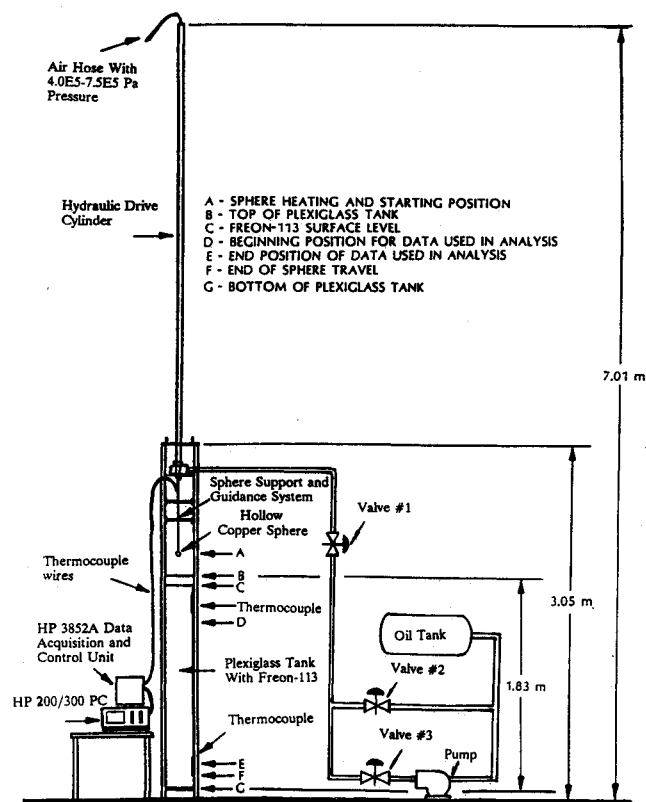 Air Hose With
4.0E5-7.5E5 Pa
Pressure
Hydraulic Drive
Cylinder
A - SPHERE HEATING AND STARTING POSITION
B - TOP OF PLEXIGLASS TANK
C - FREON-113 SURFACE LEVEL
D - BEGINNING POSITION FOR DATA USED IN ANALYSIS
E - END POSITION OF DATA USED IN ANALYSIS
F - END OF SPHERE TRAVEL
G - BOTTOM OF PLEXIGLASS TANK
7.01 m
Sphere Support and
Guidance System
Hollow
Copper Sphere
Valve #1
A
B
C
Thermocouple
D
Thermocouple
wires
3.05 m
Oil Tank
HP 3852A Data
Acquisition and
Control Unit
Plexiglass Tank
With Freon-113
Valve #2
1.83 m
HP 200/300 PC
Thermocouple
Valve #3
Pump
E
F
G